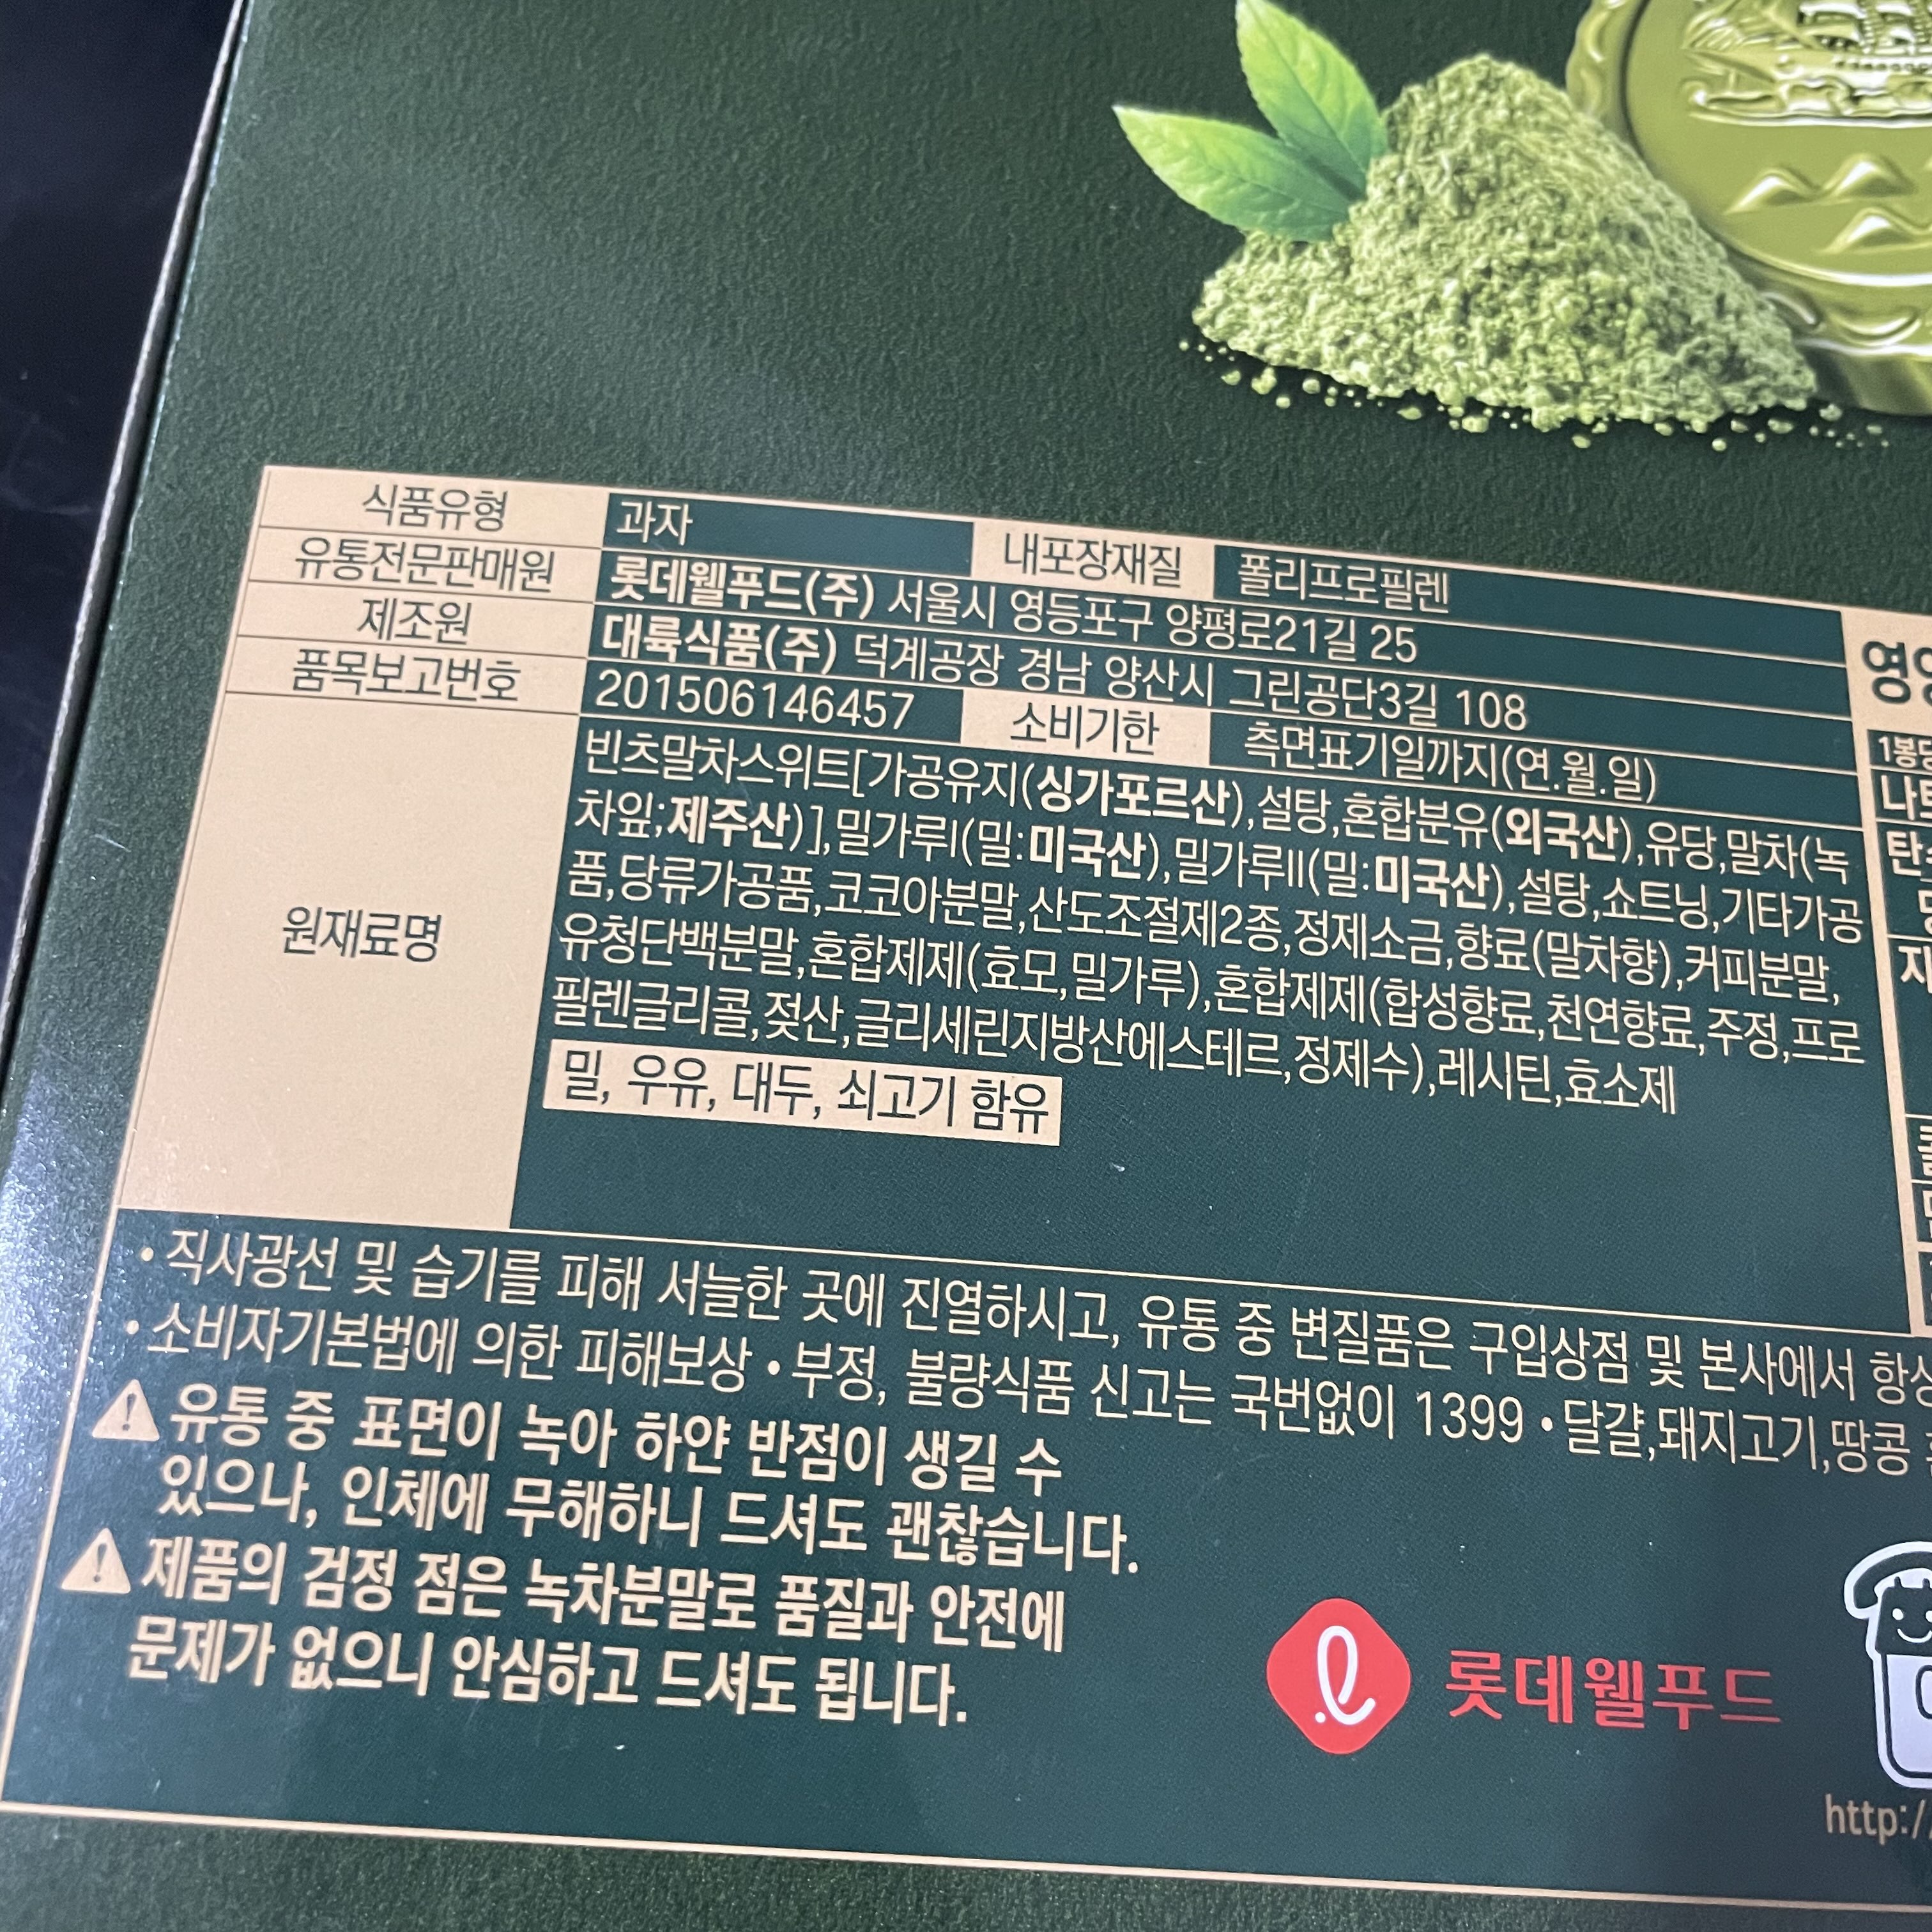 식품유형 과자 내포장재질 폴리프로필렌
유통전문판매원 롯데웰푸드(주) 서울시 영등포구 양평로21길 25
제조원 대륙식품(주) 덕계공장 경남 양산시 그린공단3길 108
품목보고번호 201506146457 소비기한 측면표기일까지(연.월.일)
원재료명
빈츠말차스위트[가공유지(싱가포르산),설탕,혼합분유(외국산),유당,말차(녹
차잎;제주산)],밀가루I(밀:미국산),밀가루II(밀:미국산),설탕,쇼트닝,기타가공
품,당류가공품,코코아분말,산도조절제2종,정제소금,향료(말차향),커피분말,
유청단백분말,혼합제제(효모,밀가루),혼합제제(합성향료,천연향료,주정,프로
필렌글리콜,젖산,글리세린지방산에스테르,정제수),레시틴,효소제
밀, 우유, 대두, 쇠고기 함유
1봉
•직사광선 및 습기를 피해 서늘한 곳에 진열하시고, 유통 중 변질품은 구입상점 및 본사에서 항상
•소비자기본법에 의한 피해보상 •부정, 불량식품 신고는 국번없이 1399 •달걀,돼지고기,땅콩
유통 중 표면이 녹아 하얀 반점이 생길 수
있으나, 인체에 무해하니 드셔도 괜찮습니다.
제품의 검정 점은 녹차분말로 품질과 안전에
문제가 없으니 안심하고 드셔도 됩니다.
롯데웰푸드
http:/